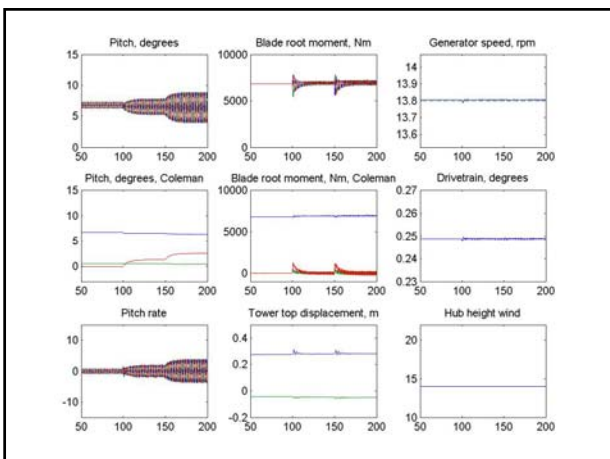 Pitch, degrees
Blade root moment, Nm
Generator speed, rpm
15
10
5
0
50 100 150 200
10000
5000
0
50 100 150 200
14
13.8
13.6
50 100 150 200
Pitch, degrees, Coleman
Blade root moment, Nm, Coleman
Drivetrain, degrees
15
10
5
0
50 100 150 200
10000
5000
0
50 100 150 200
0.27
0.26
0.25
0.24
0.23
50 100 150 200
Pitch rate
Tower top displacement, m
Hub height wind
10
0
-10
50 100 150 200
0.4
0.2
0
-0.2
50 100 150 200
20
15
10
50 100 150 200